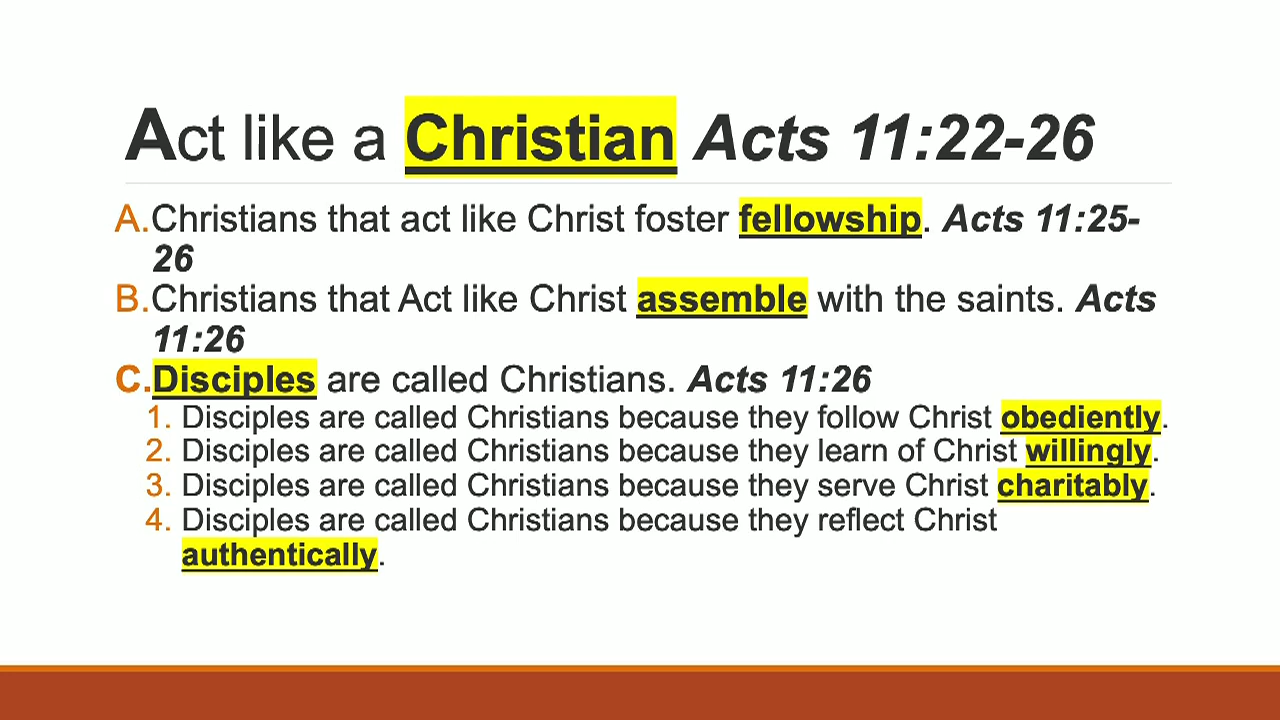 Act like a Christian Acts 11:22-26
A.Christians that act like Christ foster fellowship. Acts 11:25-
26
B.Christians that Act like Christ assemble with the saints. Acts
11:26
C.Disciples are called Christians. Acts 11:26
1. Disciples are called Christians because they follow Christ obediently.
2. Disciples are called Christians because they learn of Christ willingly.
3. Disciples are called Christians because they serve Christ charitably.
4. Disciples are called Christians because they reflect Christ
authentically.